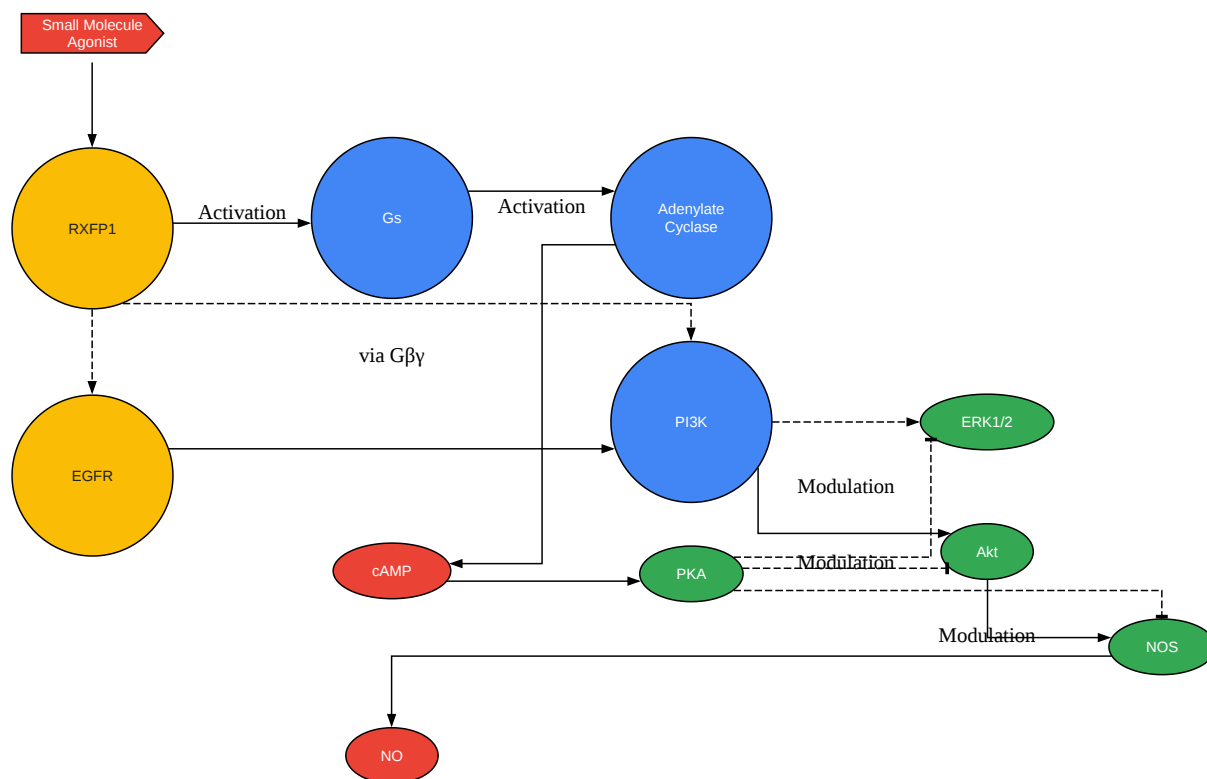 Small Molecule
Agonist
RXFP1
Activation
Gs
Activation
Adenylate
Cyclase
via Gβγ
PI3K
ERK1/2
EGFR
Modulation
cAMP
PKA
Modulation
Akt
Modulation
NOS
NO